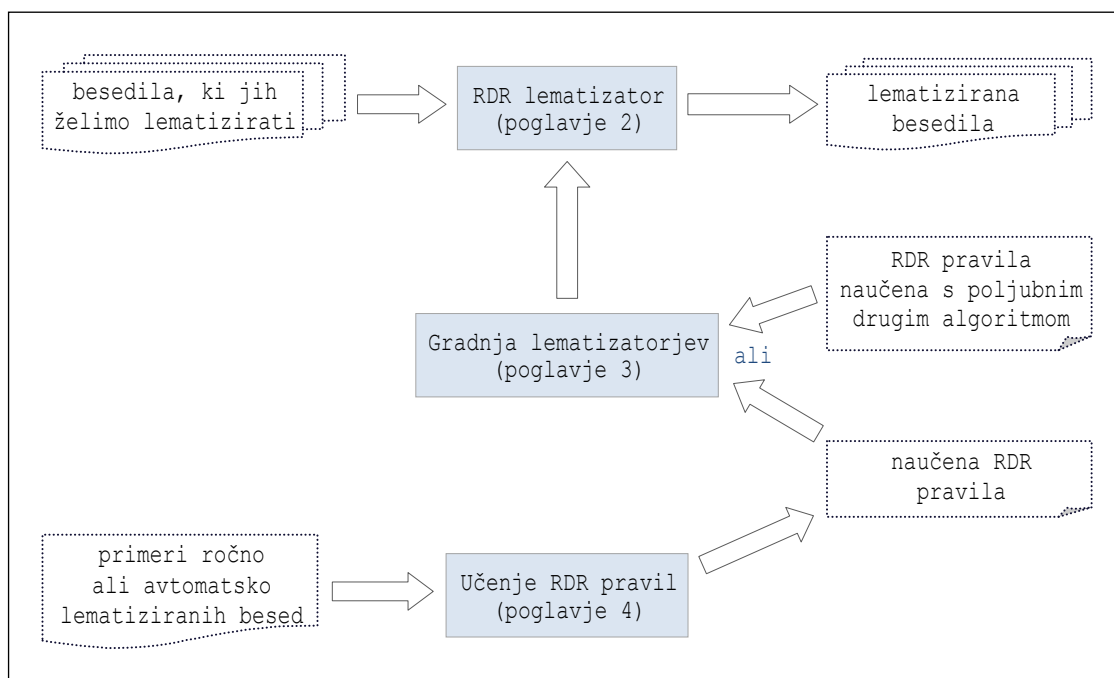 besedila, ki jih
želimo lematizirati
RDR lematizator
(poglavje 2)
lematizirana
besedila
RDR pravila
naučena s poljubnim
drugim algoritmom
Gradnja lematizatorjev
(poglavje 3)
ali
naučena RDR
pravila
primeri ročno
ali avtomatsko
lematiziranih besed
Učenje RDR pravil
(poglavje 4)